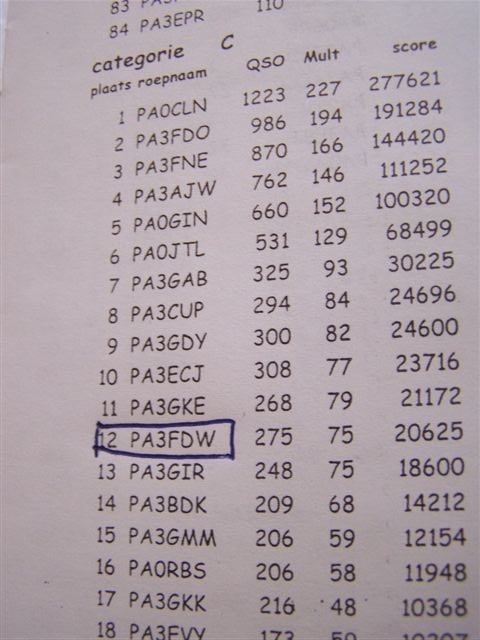 83
84 PA3EPR 110
categorie C
plaats roepnaam QSO Mult score
1 PA0CLN 1223 227 277621
2 PA3FDO 986 194 191284
3 PA3FNE 870 166 144420
4 PA3AJW 762 146 111252
5 PA0GIN 660 152 100320
6 PA0JTL 531 129 68499
7 PA3GAB 325 93 30225
8 PA3CUP 294 84 24696
9 PA3GDY 300 82 24600
10 PA3ECJ 308 77 23716
11 PA3GKE 268 79 21172
12 PA3FDW 275 75 20625
13 PA3GIR 248 75 18600
14 PA3BDK 209 68 14212
15 PA3GMM 206 59 12154
16 PA0RBS 206 58 11948
17 PA3GKK 216 48 10368
18 173